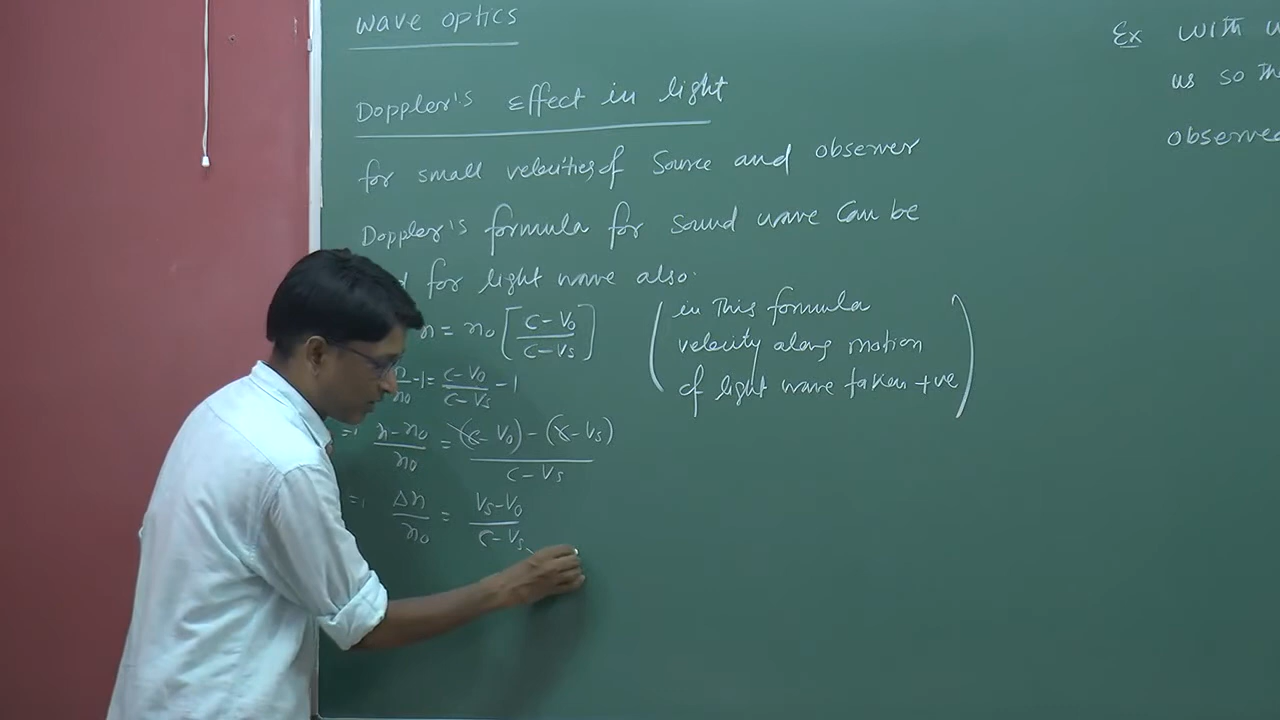 Wave optics
Doppler's Effect in light
for small velocities of Source and observer
Doppler's formula for sound wave can be
for light wave also.
n = n₀ [(C - V₀)/(C - Vs)]
(in this formula
velocity along motion
of light wave taken +ve)
n/n₀ - 1 = (C - V₀)/(C - Vs) - 1
=> (n - n₀)/n₀ = ((C - V₀) - (C - Vs))/(C - Vs)
=> Δn/n₀ = (Vs - V₀)/(C - Vs)
Ex with
us so
observed